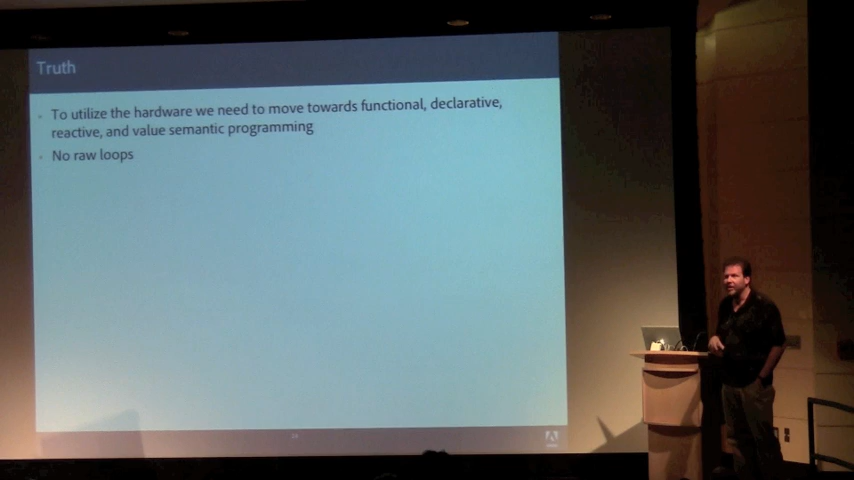 Truth
To utilize the hardware we need to move towards functional, declarative,
reactive, and value semantic programming
No raw loops